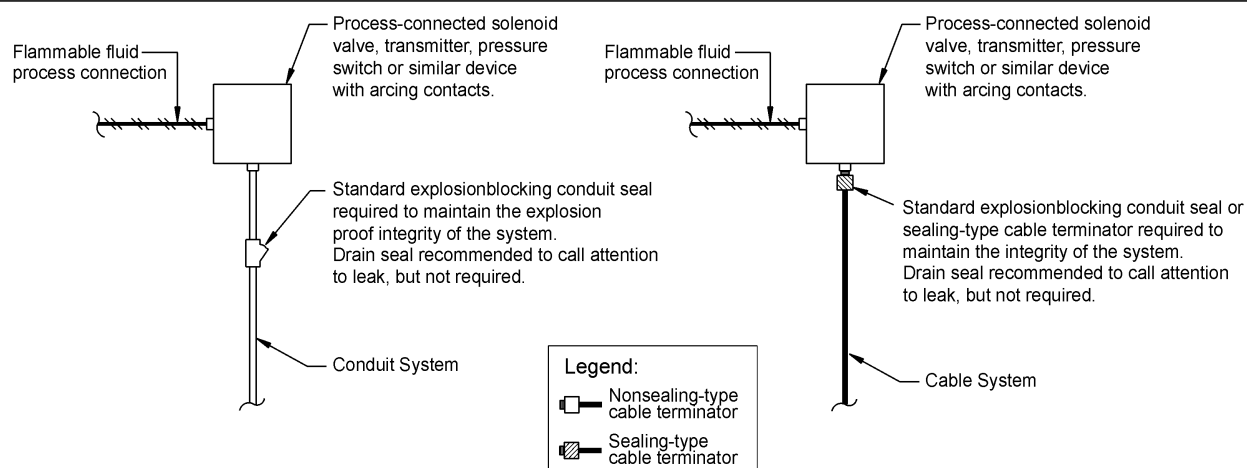 Flammable fluid
process connection
Process-connected solenoid
valve, transmitter, pressure
switch or similar device
with arcing contacts.
Standard explosionblocking conduit seal
required to maintain the explosion
proof integrity of the system.
Drain seal recommended to call attention
to leak, but not required.
Conduit System
Flammable fluid
process connection
Process-connected solenoid
valve, transmitter, pressure
switch or similar device
with arcing contacts.
Standard explosionblocking conduit seal or
sealing-type cable terminator required to
maintain the integrity of the system.
Drain seal recommended to call attention
to leak, but not required.
Cable System
Legend:
Nonsealing-type
cable terminator
Sealing-type
cable terminator